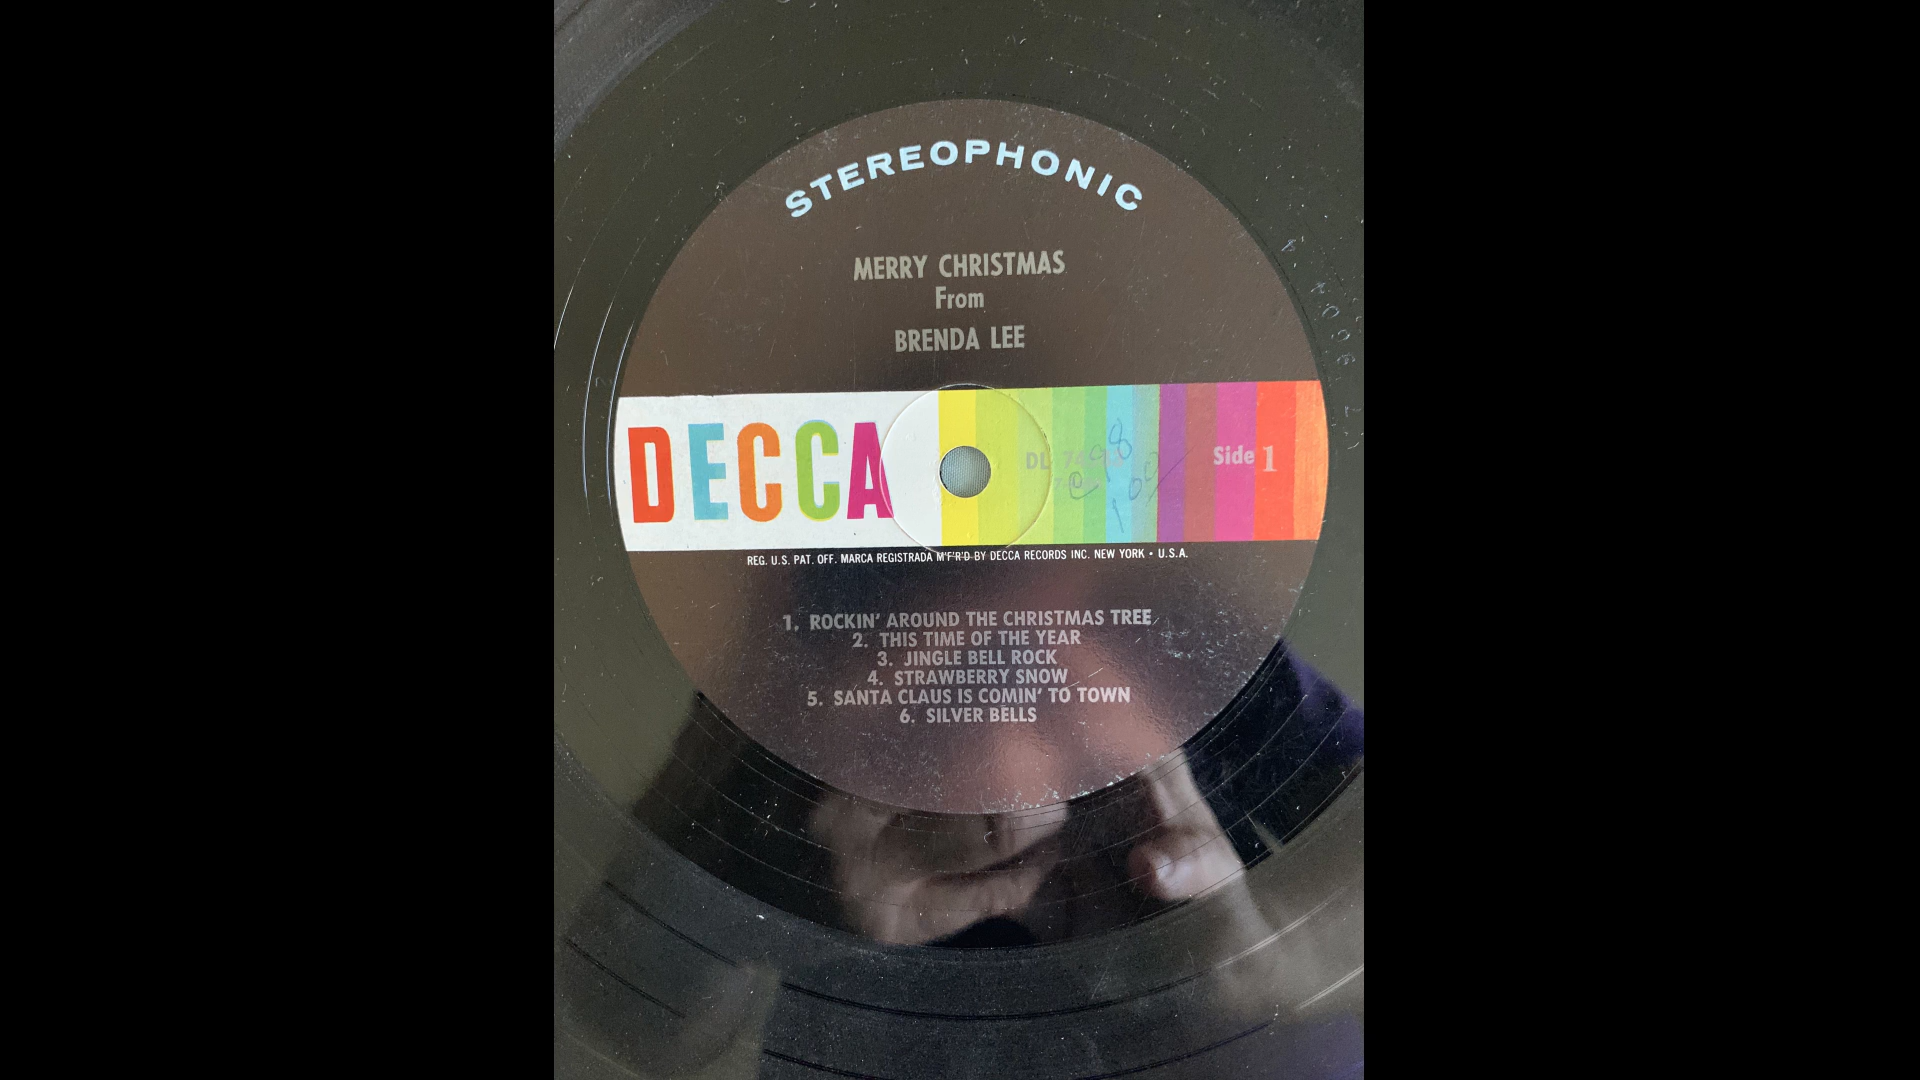 STEREOPHONIC
MERRY CHRISTMAS
From
BRENDA LEE
DECCA
DL
Side 1
REG. U.S. PAT. OFF. MARCA REGISTRADA M'F'R'D BY DECCA RECORDS INC. NEW YORK • U.S.A.
1. ROCKIN' AROUND THE CHRISTMAS TREE
2. THIS TIME OF THE YEAR
3. JINGLE BELL ROCK
4. STRAWBERRY SNOW
5. SANTA CLAUS IS COMIN' TO TOWN
6. SILVER BELLS